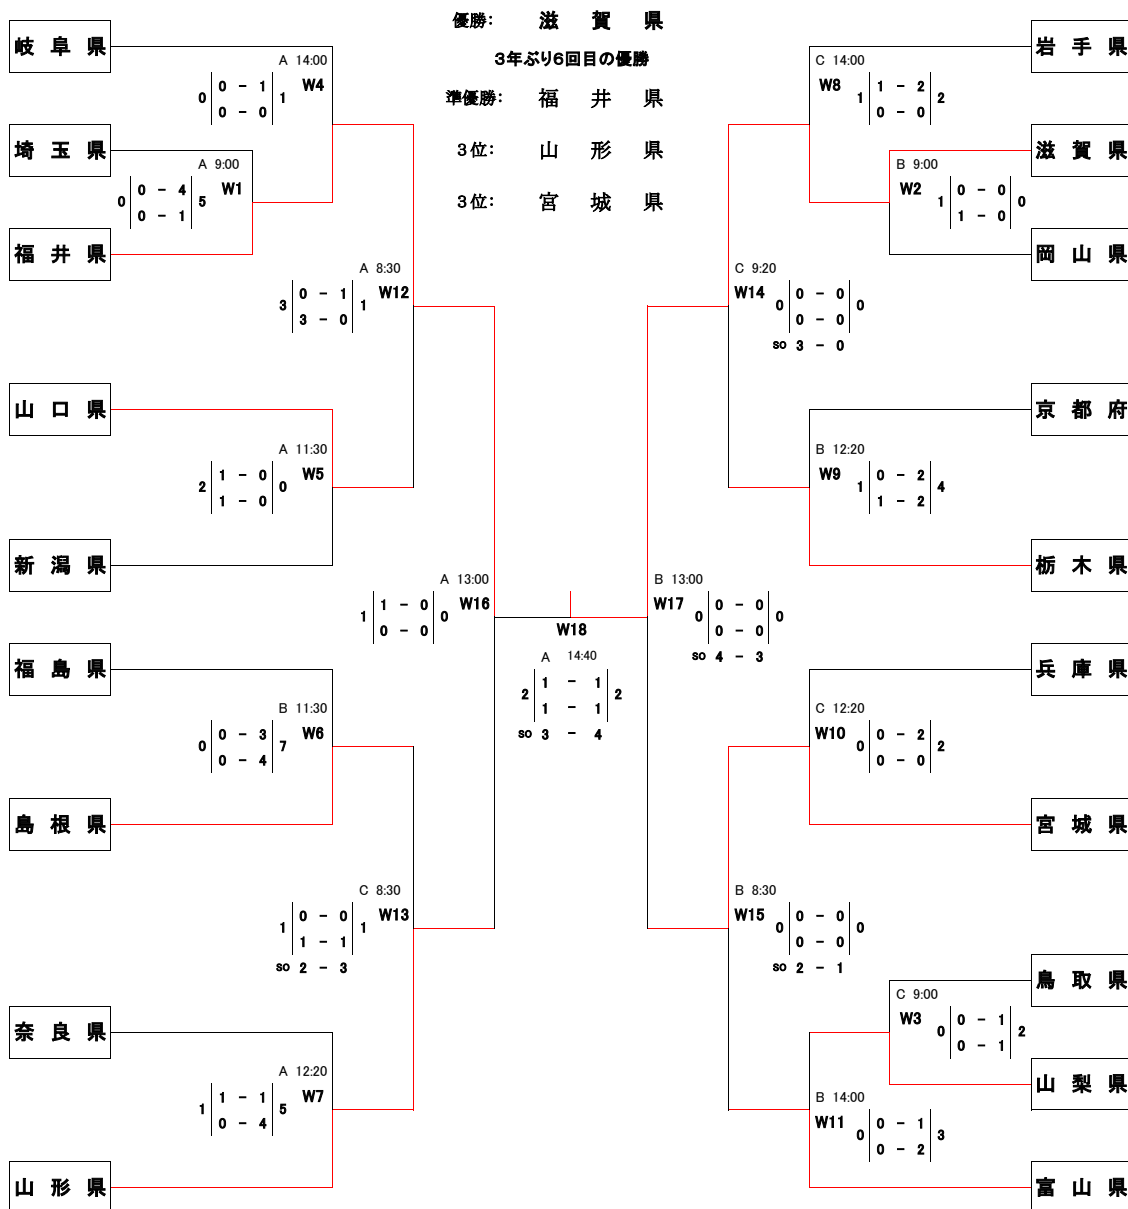 優勝: 滋 賀 県
3年ぶり6回目の優勝
準優勝: 福 井 県
3位: 山 形 県
3位: 宮 城 県
岐 阜 県
A 14:00
W4
0 0 - 1 1
0 - 0
埼 玉 県
A 9:00
W1
0 0 - 4 5
0 - 1
福 井 県
A 8:30
W12
3 0 - 1 1
3 - 0
山 口 県
A 11:30
W5
2 1 - 0 0
1 - 0
新 潟 県
A 13:00
W16
1 1 - 0 0
0 - 0
福 島 県
B 11:30
W6
0 0 - 3 7
0 - 4
島 根 県
C 8:30
W13
1 0 - 0 1
1 - 1
so 2 - 3
奈 良 県
A 12:20
W7
1 1 - 1 5
0 - 4
山 形 県
W18
A 14:40
2 1 - 1 2
1 - 1
so 3 - 4
岩 手 県
C 14:00
W8
1 1 - 2 2
0 - 0
滋 賀 県
B 9:00
W2
1 0 - 0 0
1 - 0
岡 山 県
C 9:20
W14
0 0 - 0 0
0 - 0
so 3 - 0
京 都 府
B 12:20
W9
1 0 - 2 4
1 - 2
栃 木 県
B 13:00
W17
0 0 - 0 0
0 - 0
so 4 - 3
兵 庫 県
C 12:20
W10
0 0 - 2 2
0 - 0
宮 城 県
B 8:30
W15
0 0 - 0 0
0 - 0
so 2 - 1
鳥 取 県
C 9:00
W3
0 0 - 1 2
0 - 1
山 梨 県
B 14:00
W11
0 0 - 1 3
0 - 2
富 山 県